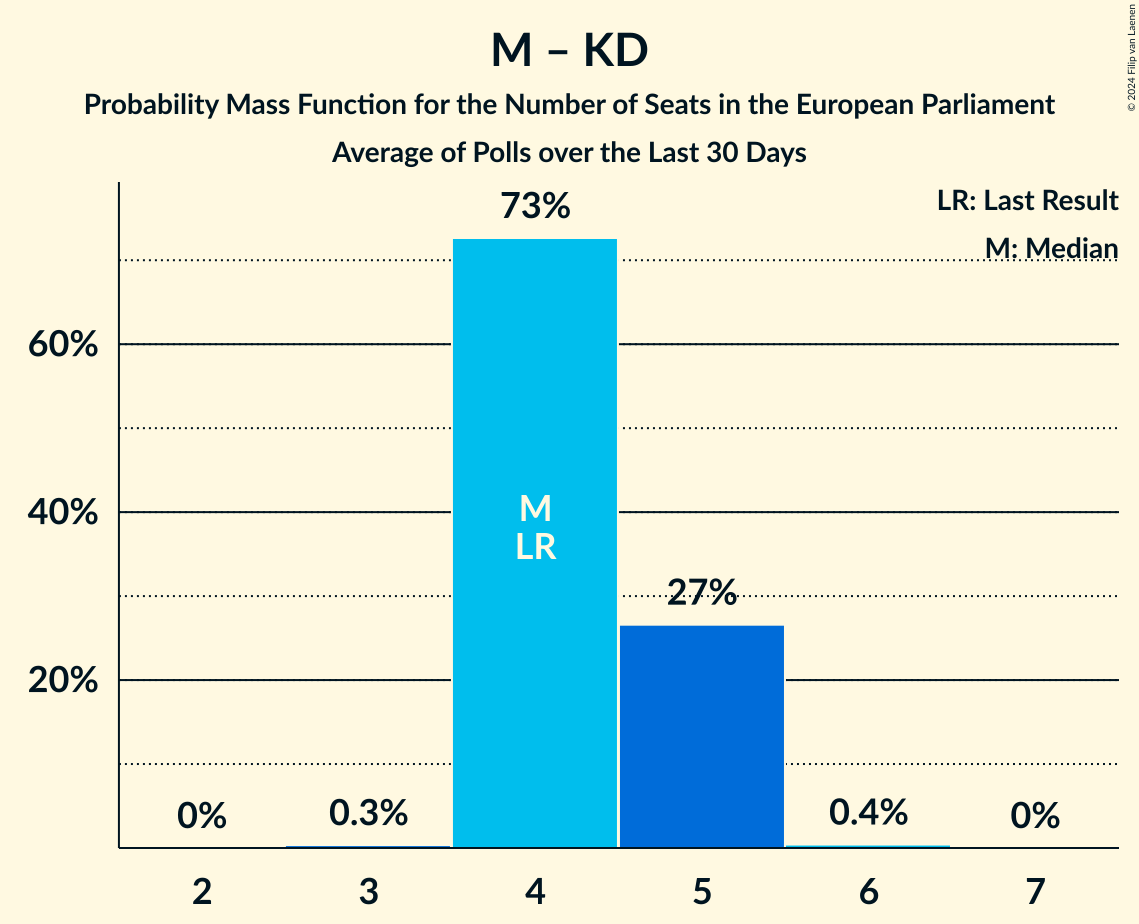 M – KD
Probability Mass Function for the Number of Seats in the European Parliament
Average of Polls over the Last 30 Days
© 2024 Filip van Laenen
LR: Last Result
M: Median
73%
60%
40%
20%
M
LR
27%
0%
0.3%
0.4%
0%
2 3 4 5 6 7